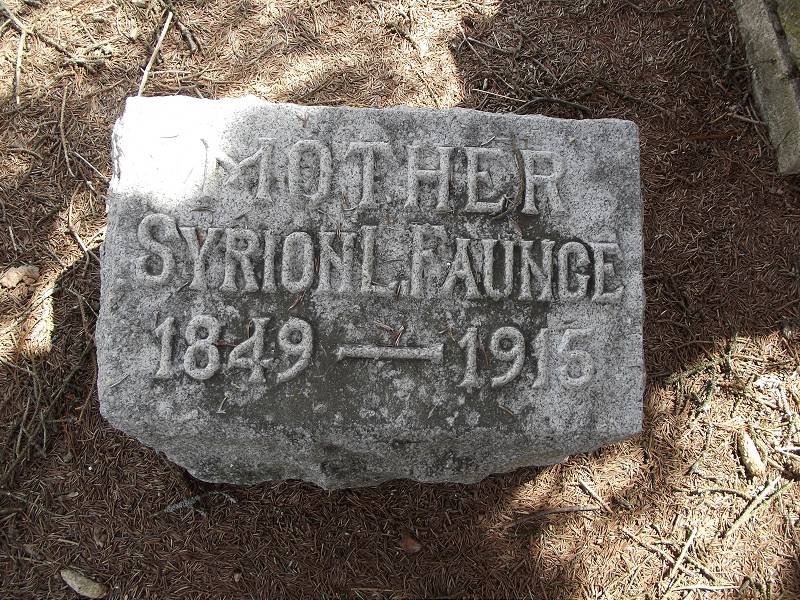 MOTHER
SYRION L. FAUNCE
1849 — 1915